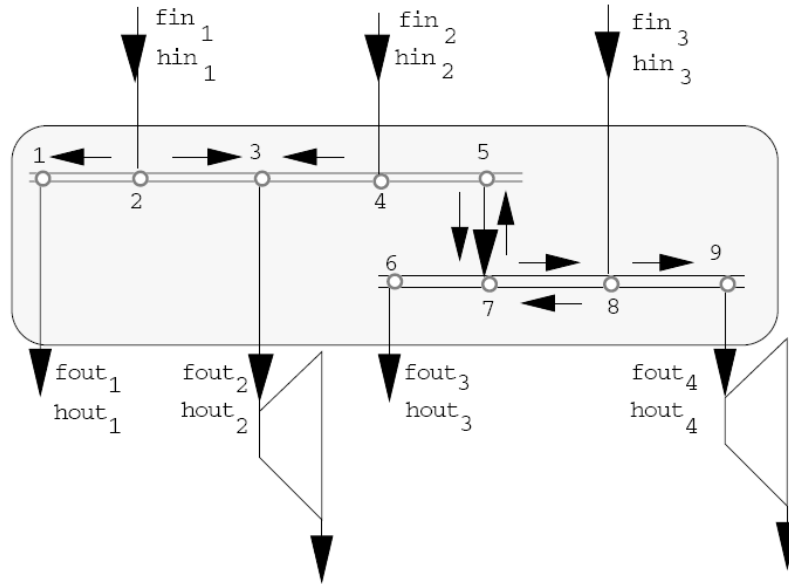 fin₁
hin₁
fin₂
hin₂
fin₃
hin₃
1
2
3
4
5
6
7
8
9
fout₁
hout₁
fout₂
hout₂
fout₃
hout₃
fout₄
hout₄